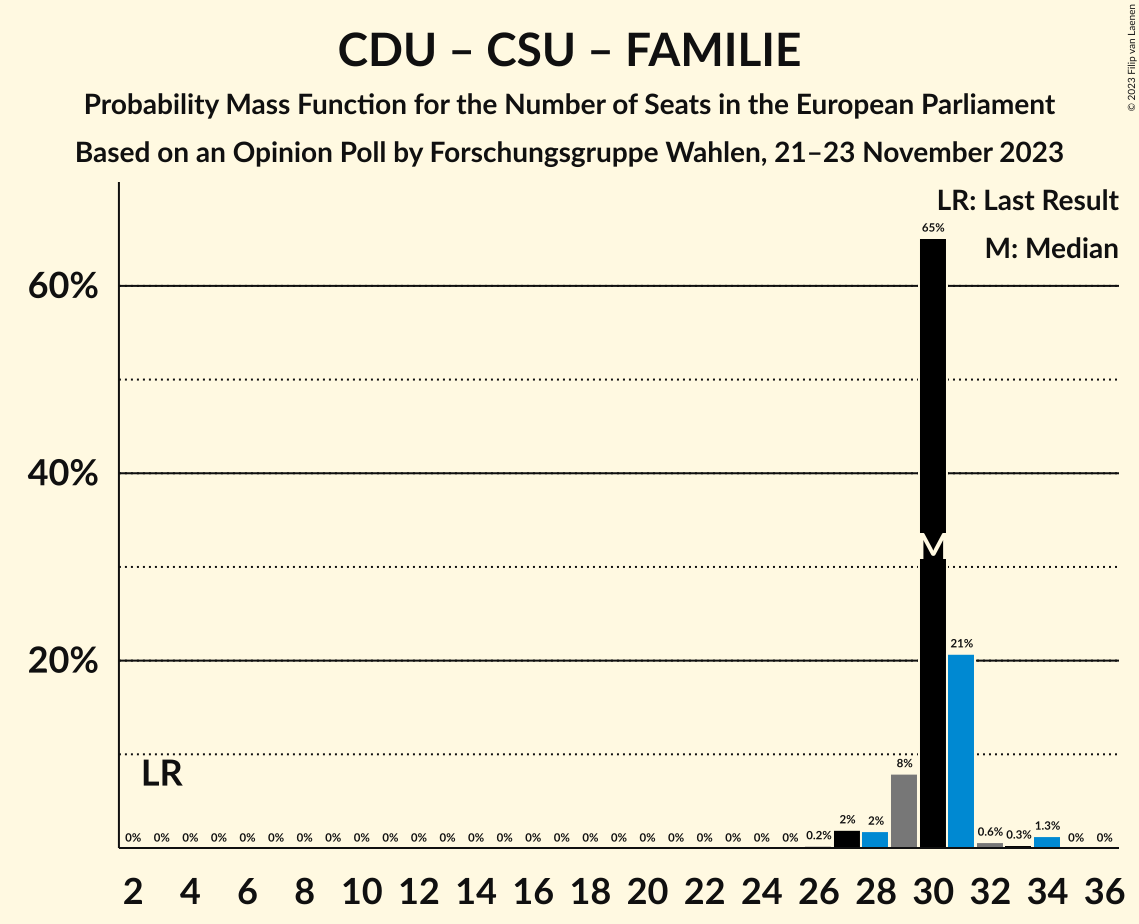 CDU – CSU – FAMILIE
Probability Mass Function for the Number of Seats in the European Parliament
Based on an Opinion Poll by Forschungsgruppe Wahlen, 21–23 November 2023
© 2023 Filip van Laenen
LR: Last Result
M: Median
65%
60%
40%
M
21%
20%
LR
8%
0% 0% 0% 0% 0% 0% 0% 0% 0% 0% 0% 0% 0% 0% 0% 0% 0% 0% 0% 0% 0% 0% 0% 0% 0.2% 2% 2% 0.6% 0.3% 1.3% 0% 0%
2 4 6 8 10 12 14 16 18 20 22 24 26 28 30 32 34 36